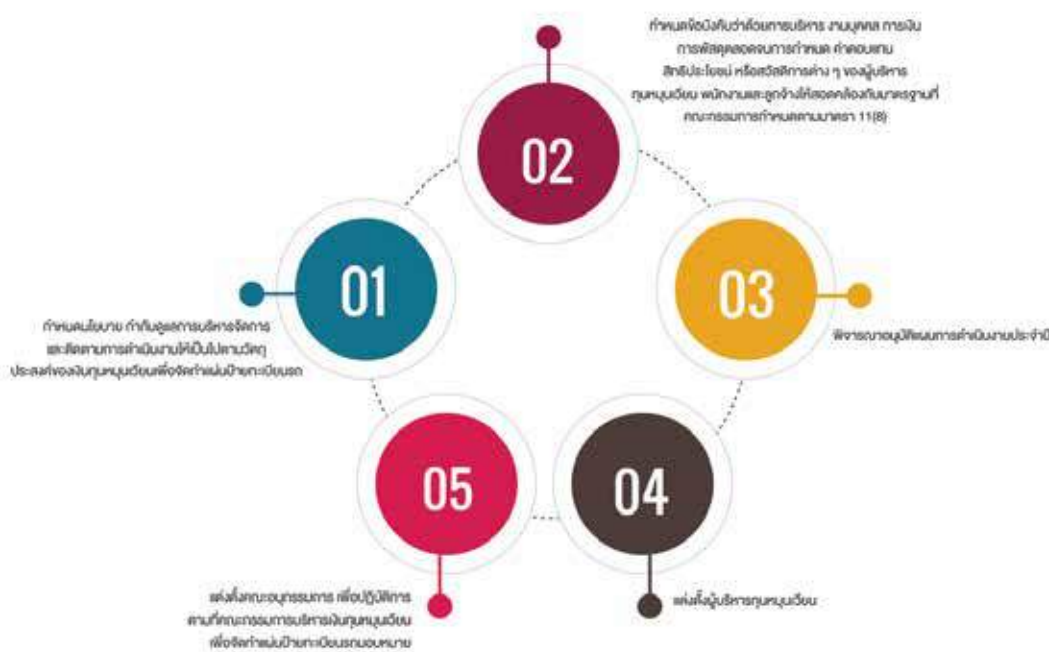 01
กำหนดนโยบาย กำกับดูแลการบริหารจัดการ
และติดตามการดำเนินงานให้เป็นไปตามวัตถุ
ประสงค์ของเงินทุนหมุนเวียนเพื่อจัดทำแผ่นป้ายทะเบียนรถ
02
กำหนดข้อบังคับว่าด้วยการบริหาร งานบุคคล การเงิน
การพัสดุตลอดจนการกำหนด ค่าตอบแทน
สิทธิประโยชน์ หรือสวัสดิการต่าง ๆ ของผู้บริหาร
ทุนหมุนเวียน พนักงานและลูกจ้างให้สอดคล้องกับมาตรฐานที่
คณะกรรมการกำหนดตามมาตรา 11(8)
03
พิจารณาอนุมัติแผนการดำเนินงานประจำปี
04
แต่งตั้งผู้บริหารทุนหมุนเวียน
05
แต่งตั้งคณะอนุกรรมการ เพื่อปฏิบัติการ
ตามที่คณะกรรมการบริหารเงินทุนหมุนเวียน
เพื่อจัดทำแผ่นป้ายทะเบียนรถมอบหมาย